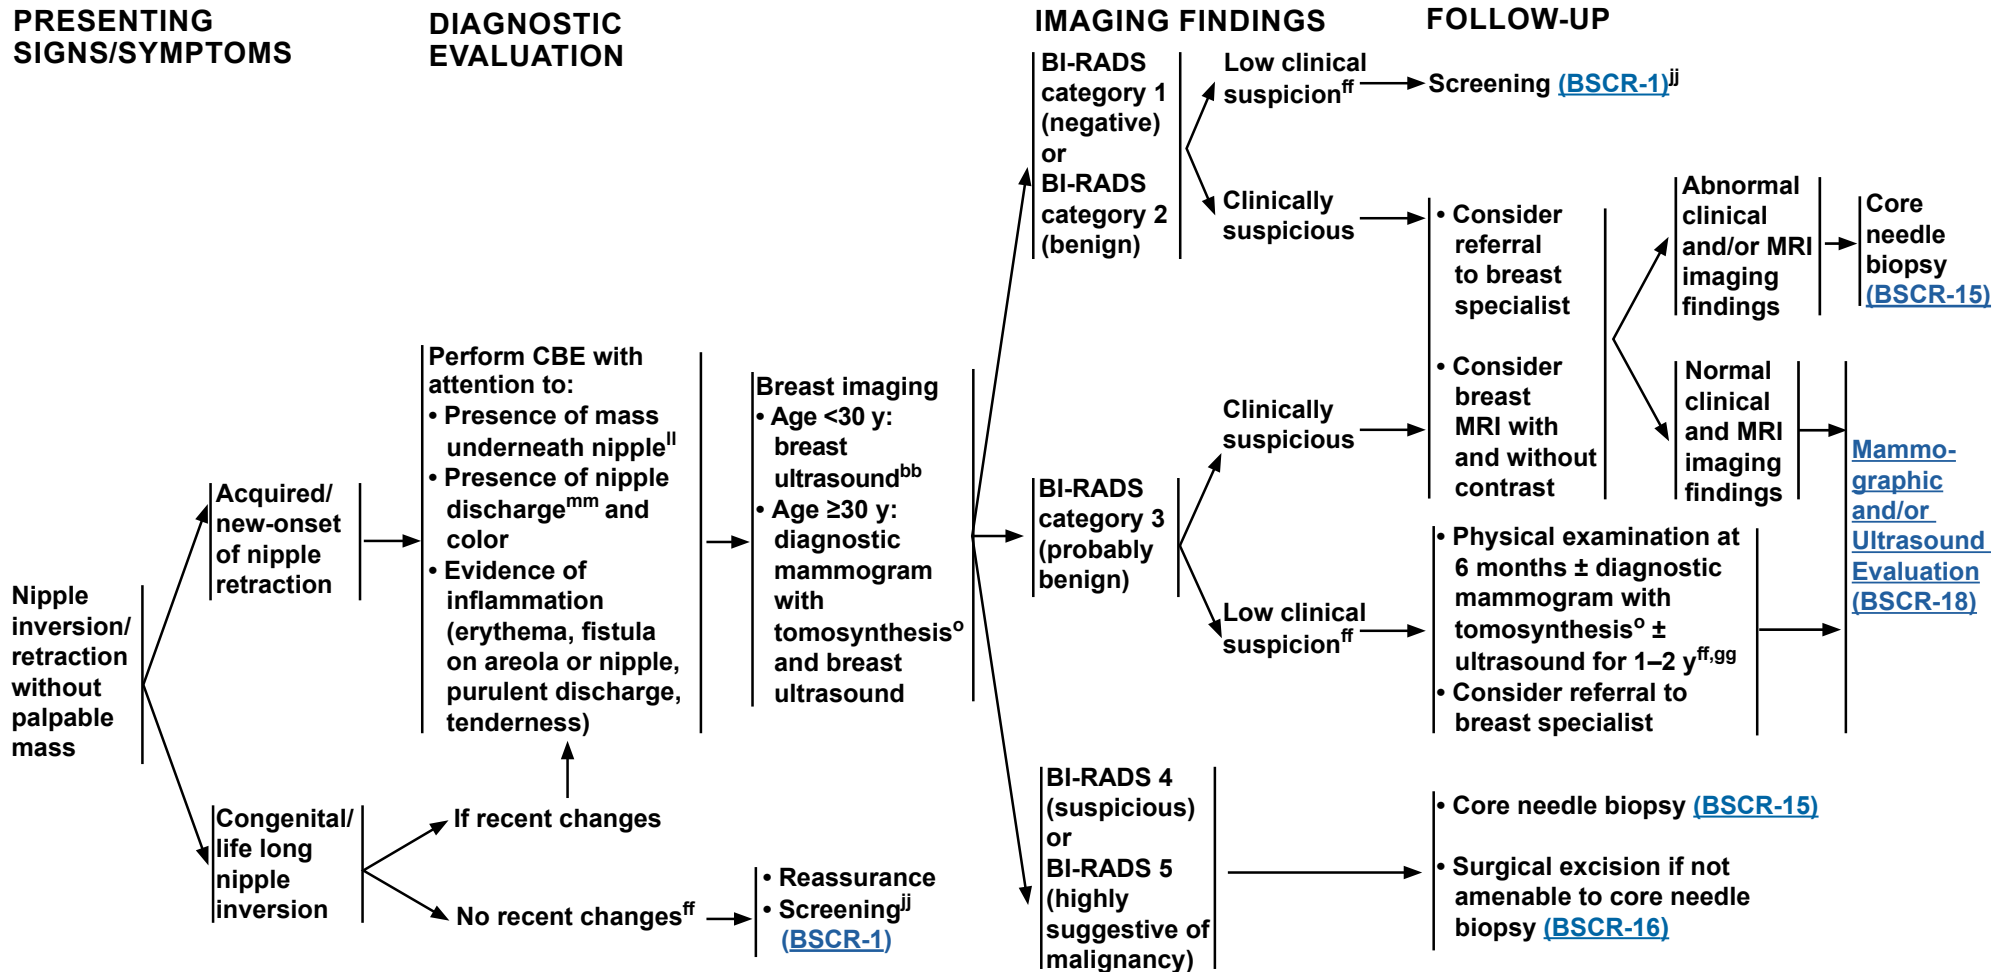 PRESENTING
SIGNS/SYMPTOMS
DIAGNOSTIC
EVALUATION
IMAGING FINDINGS
FOLLOW-UP
Nipple
inversion/
retraction
without
palpable
mass
Acquired/
new-onset
of nipple
retraction
Congenital/
life long
nipple
inversion
Perform CBE with
attention to:
• Presence of mass
underneath nipplell
• Presence of nipple
dischargemm and
color
• Evidence of
inflammation
(erythema, fistula
on areola or nipple,
purulent discharge,
tenderness)
If recent changes
No recent changesff
• Reassurance
• Screeningjj
(BSCR-1)
Breast imaging
• Age <30 y:
breast
ultrasoundbb
• Age ≥30 y:
diagnostic
mammogram
with
tomosynthesiso
and breast
ultrasound
BI-RADS
category 1
(negative)
or
BI-RADS
category 2
(benign)
Low clinical
suspicionff
Screening (BSCR-1)jj
Clinically
suspicious
BI-RADS
category 3
(probably
benign)
Clinically
suspicious
Low clinical
suspicionff
• Consider
referral
to breast
specialist
• Consider
breast
MRI with
and without
contrast
Abnormal
clinical
and/or MRI
imaging
findings
Core
needle
biopsy
(BSCR-15)
Normal
clinical
and MRI
imaging
findings
• Physical examination at
6 months ± diagnostic
mammogram with
tomosynthesiso ±
ultrasound for 1–2 yff,gg
• Consider referral to
breast specialist
Mammo-
graphic
and/or
Ultrasound
Evaluation
(BSCR-18)
BI-RADS 4
(suspicious)
or
BI-RADS 5
(highly
suggestive of
malignancy)
• Core needle biopsy (BSCR-15)
• Surgical excision if not
amenable to core needle
biopsy (BSCR-16)